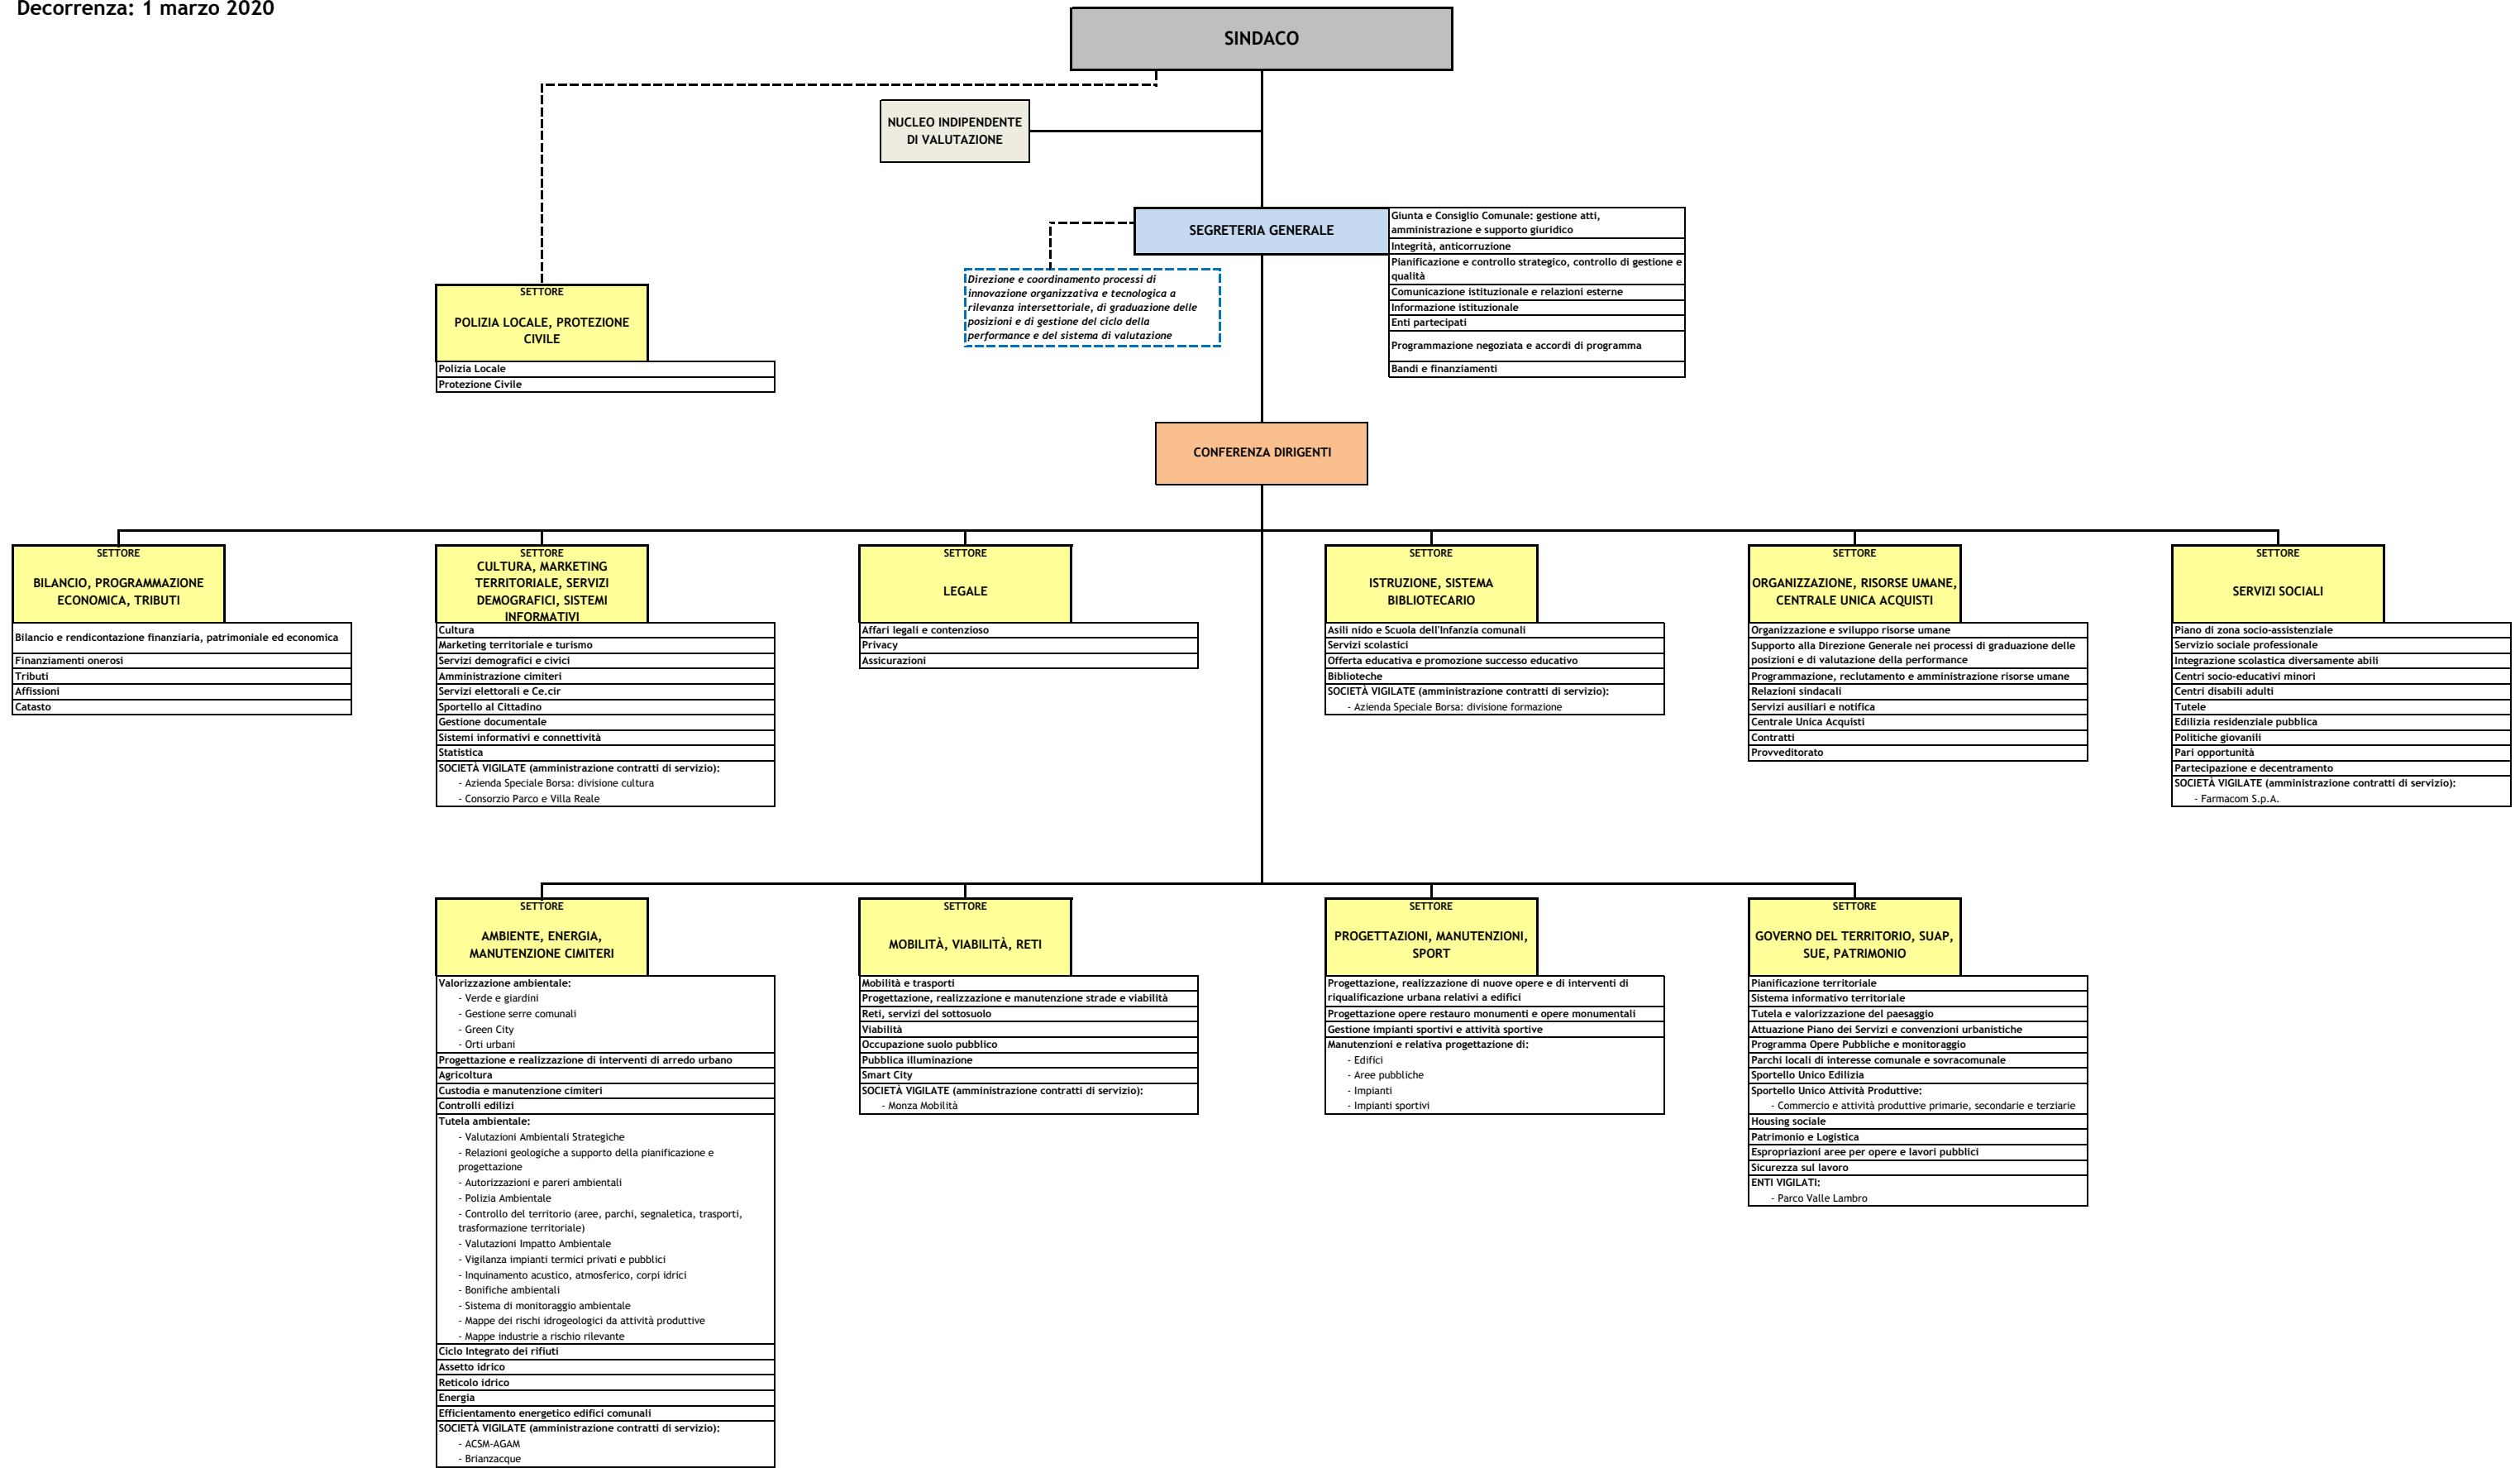 Decorrenza: 1 marzo 2020
SINDACO
NUCLEO INDIPENDENTE
DI VALUTAZIONE
SEGRETERIA GENERALE
Giunta e Consiglio Comunale: gestione atti,
amministrazione e supporto giuridico
Integrità, anticorruzione
Pianificazione e controllo strategico, controllo di gestione e
qualità
Comunicazione istituzionale e relazioni esterne
Informazione istituzionale
Enti partecipati
Programmazione negoziata e accordi di programma
Bandi e finanziamenti
Direzione e coordinamento processi di
innovazione organizzativa e tecnologica a
rilevanza intersettoriale, di graduazione delle
posizioni e di gestione del ciclo della
performance e del sistema di valutazione
SETTORE
POLIZIA LOCALE, PROTEZIONE
CIVILE
Polizia Locale
Protezione Civile
CONFERENZA DIRIGENTI
SETTORE
BILANCIO, PROGRAMMAZIONE
ECONOMICA, TRIBUTI
Bilancio e rendicontazione finanziaria, patrimoniale ed economica
Finanziamenti onerosi
Tributi
Affissioni
Catasto
SETTORE
CULTURA, MARKETING
TERRITORIALE, SERVIZI
DEMOGRAFICI, SISTEMI
INFORMATIVI
Cultura
Marketing territoriale e turismo
Servizi demografici e civici
Amministrazione cimiteri
Servizi elettorali e Ce.cir
Sportello al Cittadino
Gestione documentale
Sistemi informativi e connettività
Statistica
SOCIETÀ VIGILATE (amministrazione contratti di servizio):
- Azienda Speciale Borsa: divisione cultura
- Consorzio Parco e Villa Reale
SETTORE
LEGALE
Affari legali e contenzioso
Privacy
Assicurazioni
SETTORE
ISTRUZIONE, SISTEMA
BIBLIOTECARIO
Asili nido e Scuola dell'Infanzia comunali
Servizi scolastici
Offerta educativa e promozione successo educativo
Biblioteche
SOCIETÀ VIGILATE (amministrazione contratti di servizio):
- Azienda Speciale Borsa: divisione formazione
SETTORE
ORGANIZZAZIONE, RISORSE UMANE,
CENTRALE UNICA ACQUISTI
Organizzazione e sviluppo risorse umane
Supporto alla Direzione Generale nei processi di graduazione delle
posizioni e di valutazione della performance
Programmazione, reclutamento e amministrazione risorse umane
Relazioni sindacali
Servizi ausiliari e notifica
Centrale Unica Acquisti
Contratti
Provveditorato
SETTORE
SERVIZI SOCIALI
Piano di zona socio-assistenziale
Servizio sociale professionale
Integrazione scolastica diversamente abili
Centri socio-educativi minori
Centri disabili adulti
Tutele
Edilizia residenziale pubblica
Politiche giovanili
Pari opportunità
Partecipazione e decentramento
SOCIETÀ VIGILATE (amministrazione contratti di servizio):
- Farmacom S.p.A.
SETTORE
AMBIENTE, ENERGIA,
MANUTENZIONE CIMITERI
Valorizzazione ambientale:
- Verde e giardini
- Gestione serre comunali
- Green City
- Orti urbani
Progettazione e realizzazione di interventi di arredo urbano
Agricoltura
Custodia e manutenzione cimiteri
Controlli edilizi
Tutela ambientale:
- Valutazioni Ambientali Strategiche
- Relazioni geologiche a supporto della pianificazione e
progettazione
- Autorizzazioni e pareri ambientali
- Polizia Ambientale
- Controllo del territorio (aree, parchi, segnaletica, trasporti,
trasformazione territoriale)
- Valutazioni Impatto Ambientale
- Vigilanza impianti termici privati e pubblici
- Inquinamento acustico, atmosferico, corpi idrici
- Bonifiche ambientali
- Sistema di monitoraggio ambientale
- Mappe dei rischi idrogeologici da attività produttive
- Mappe industrie a rischio rilevante
Ciclo Integrato dei rifiuti
Assetto idrico
Reticolo idrico
Energia
Efficientamento energetico edifici comunali
SOCIETÀ VIGILATE (amministrazione contratti di servizio):
- ACSM-AGAM
- Brianzacque
SETTORE
MOBILITÀ, VIABILITÀ, RETI
Mobilità e trasporti
Progettazione, realizzazione e manutenzione strade e viabilità
Reti, servizi del sottosuolo
Viabilità
Occupazione suolo pubblico
Pubblica illuminazione
Smart City
SOCIETÀ VIGILATE (amministrazione contratti di servizio):
- Monza Mobilità
SETTORE
PROGETTAZIONI, MANUTENZIONI,
SPORT
Progettazione, realizzazione di nuove opere e di interventi di
riqualificazione urbana relativi a edifici
Progettazione opere restauro monumenti e opere monumentali
Gestione impianti sportivi e attività sportive
Manutenzioni e relativa progettazione di:
- Edifici
- Aree pubbliche
- Impianti
- Impianti sportivi
SETTORE
GOVERNO DEL TERRITORIO, SUAP,
SUE, PATRIMONIO
Pianificazione territoriale
Sistema informativo territoriale
Tutela e valorizzazione del paesaggio
Attuazione Piano dei Servizi e convenzioni urbanistiche
Programma Opere Pubbliche e monitoraggio
Parchi locali di interesse comunale e sovracomunale
Sportello Unico Edilizia
Sportello Unico Attività Produttive:
- Commercio e attività produttive primarie, secondarie e terziarie
Housing sociale
Patrimonio e Logistica
Espropriazioni aree per opere e lavori pubblici
Sicurezza sul lavoro
ENTI VIGILATI:
- Parco Valle Lambro